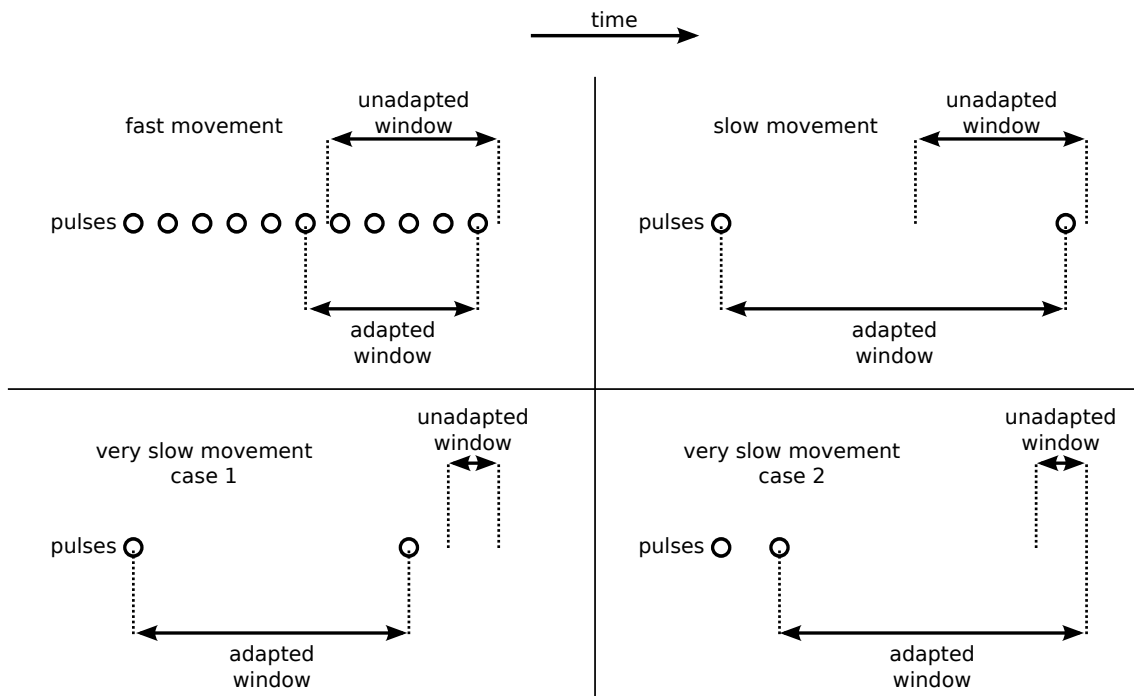 time
fast movement
unadapted
window
pulses
adapted
window
slow movement
unadapted
window
pulses
adapted
window
very slow movement
case 1
unadapted
window
pulses
adapted
window
very slow movement
case 2
unadapted
window
pulses
adapted
window